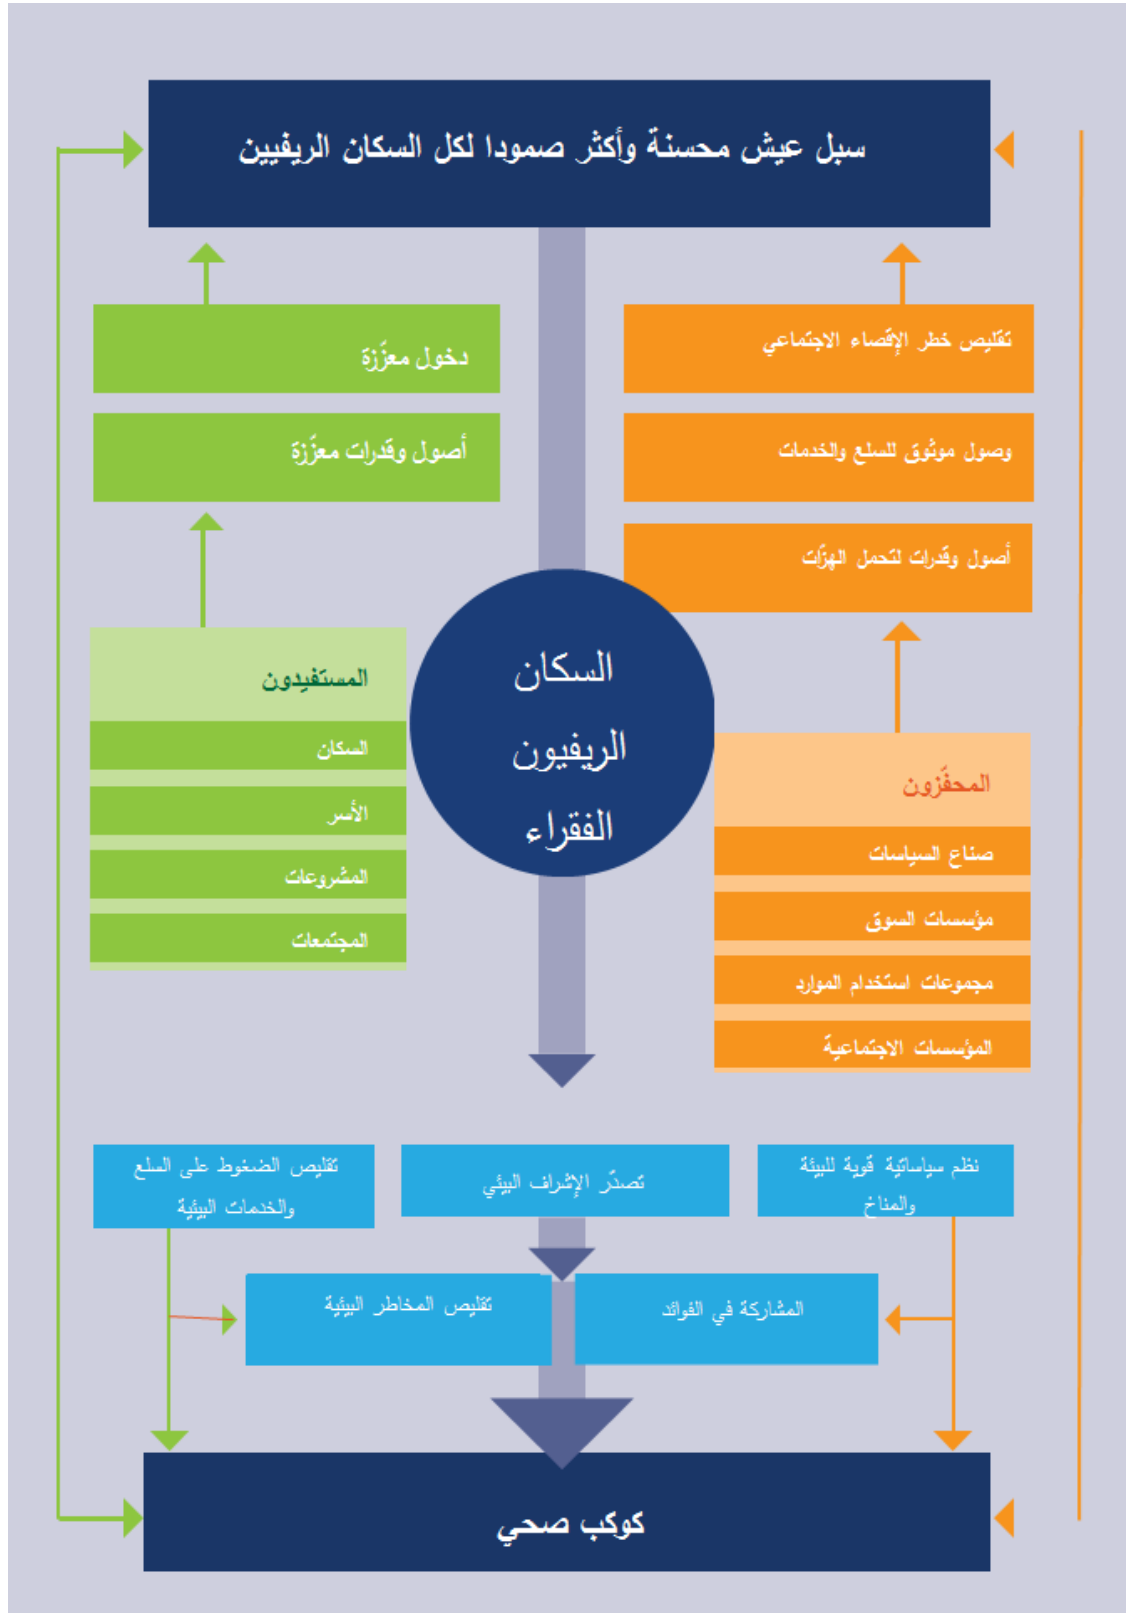 سبل عيش محسنة وأكثر صمودا لكل السكان الريفيين
تقليص خطر الإقصاء الاجتماعي
وصول موثوق للسلع والخدمات
أصول وقدرات لتحمل الهزّات
دخول معزّزة
أصول وقدرات معزّزة
السكان
الريفيون
الفقراء
المحفّزون
صناع السياسات
مؤسسات السوق
مجموعات استخدام الموارد
المؤسسات الاجتماعية
المستفيدون
السكان
الأسر
المشروعات
المجتمعات
نظم سياساتية قوية للبيئة
والمناخ
تصدّر الإشراف البيئي
تقليص الضغوط على السلع
والخدمات البيئية
المشاركة في الفوائد
تقليص المخاطر البيئية
كوكب صحي